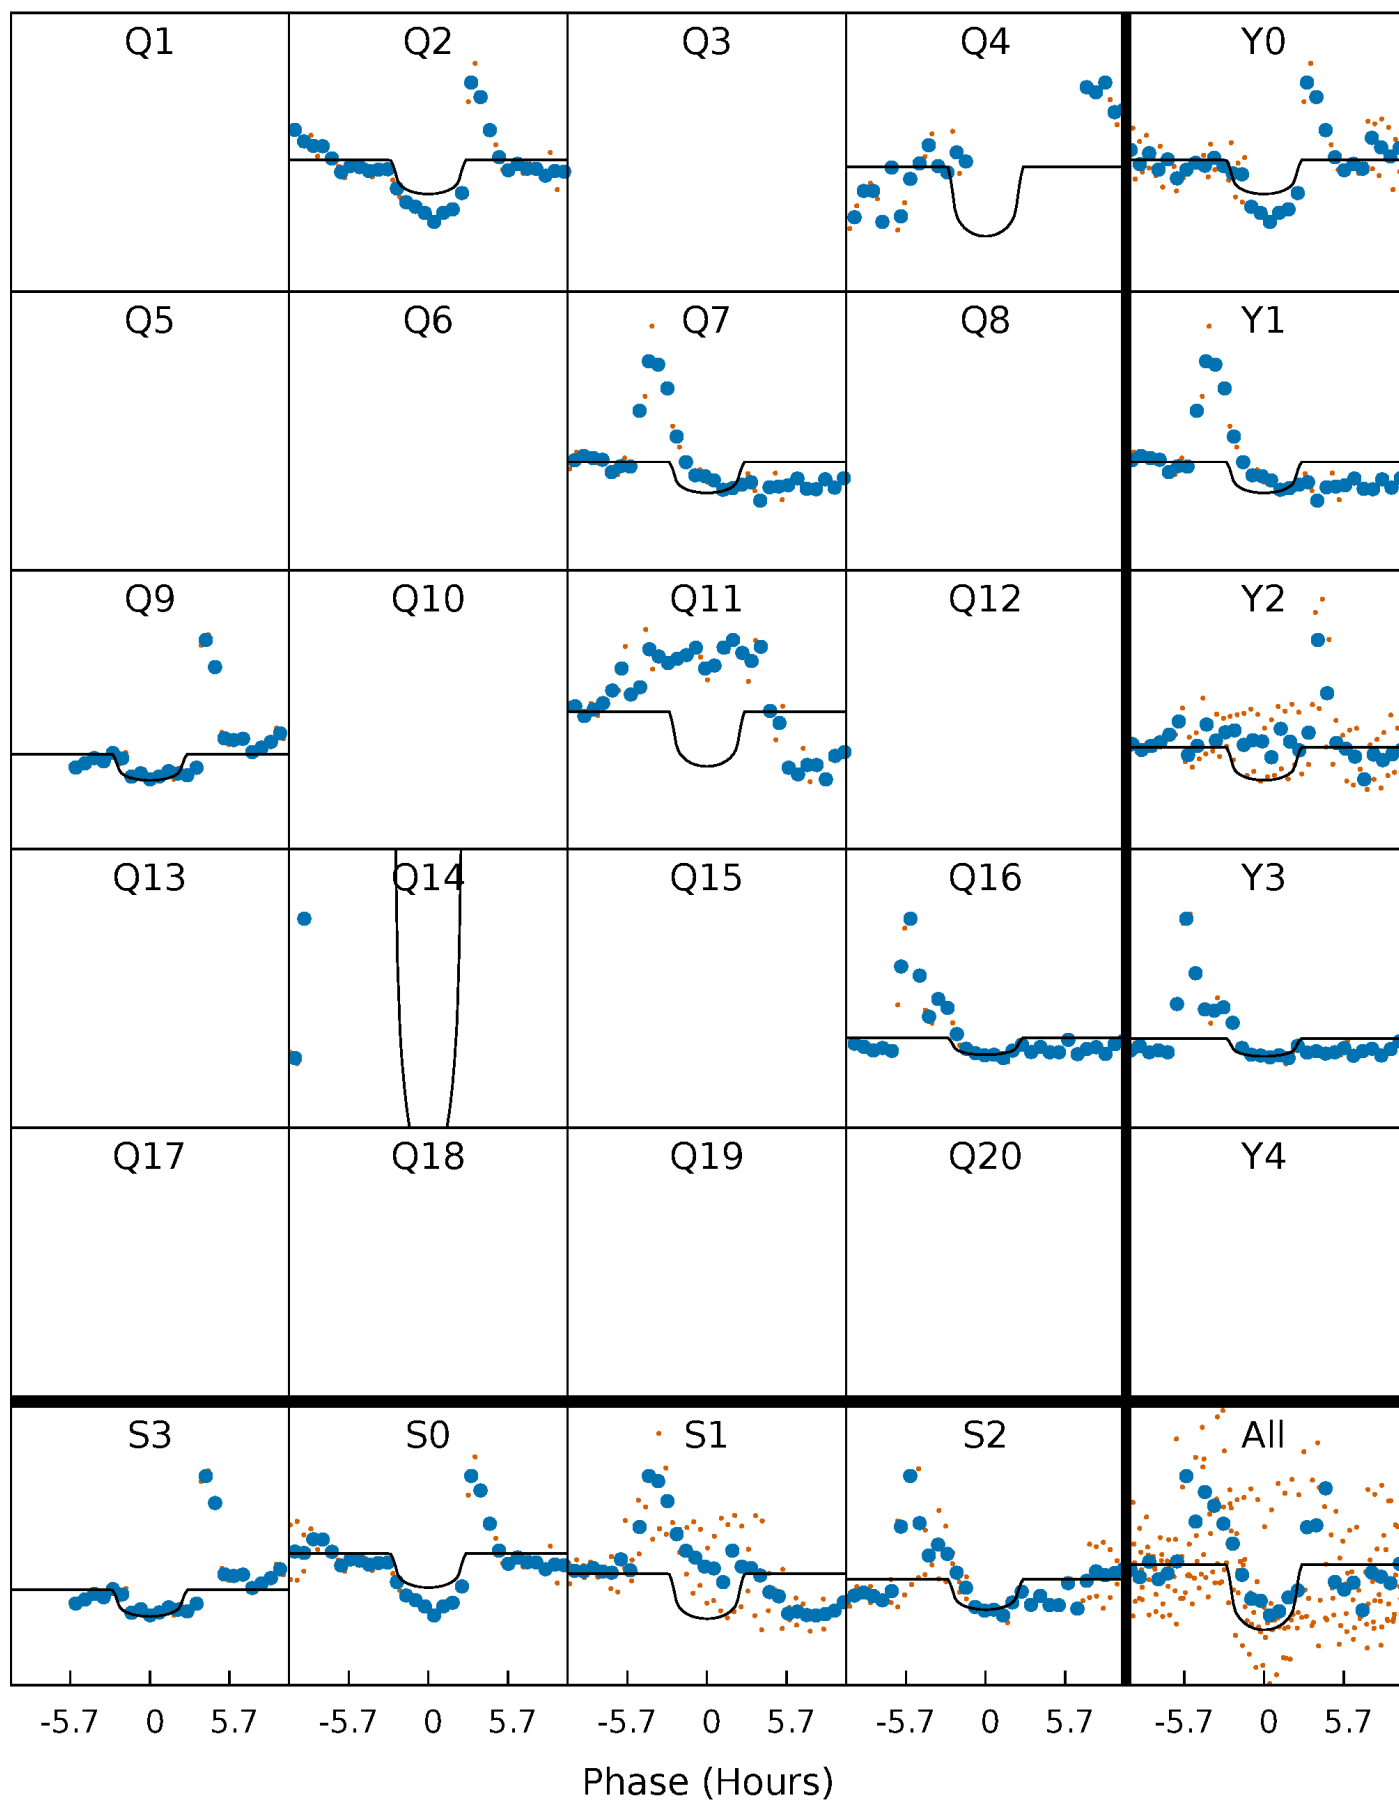 Q1 Q2 Q3 Q4 Y0
Q5 Q6 Q7 Q8 Y1
Q9 Q10 Q11 Q12 Y2
Q13 Q14 Q15 Q16 Y3
Q17 Q18 Q19 Q20 Y4
S3 S0 S1 S2 All
-5.7 0 5.7 -5.7 0 5.7 -5.7 0 5.7 -5.7 0 5.7 -5.7 0 5.7
Phase (Hours)